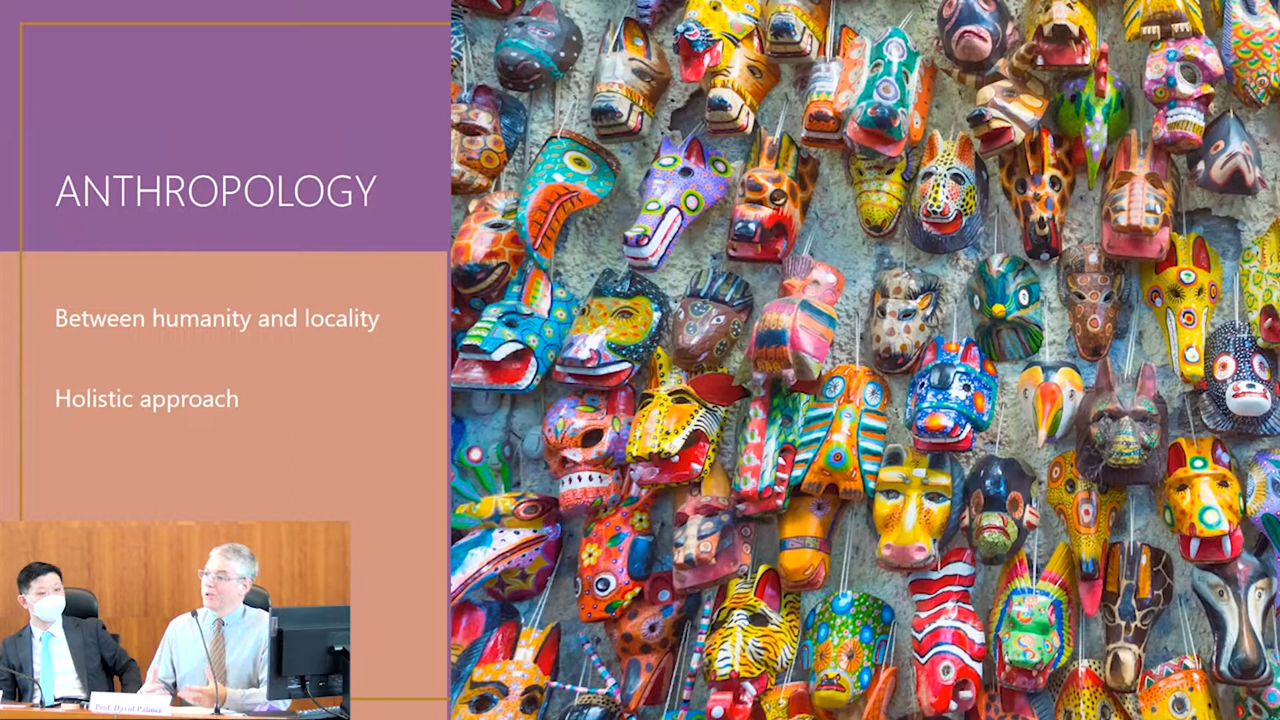 ANTHROPOLOGY
Between humanity and locality
Holistic approach
Prof. David Palmer